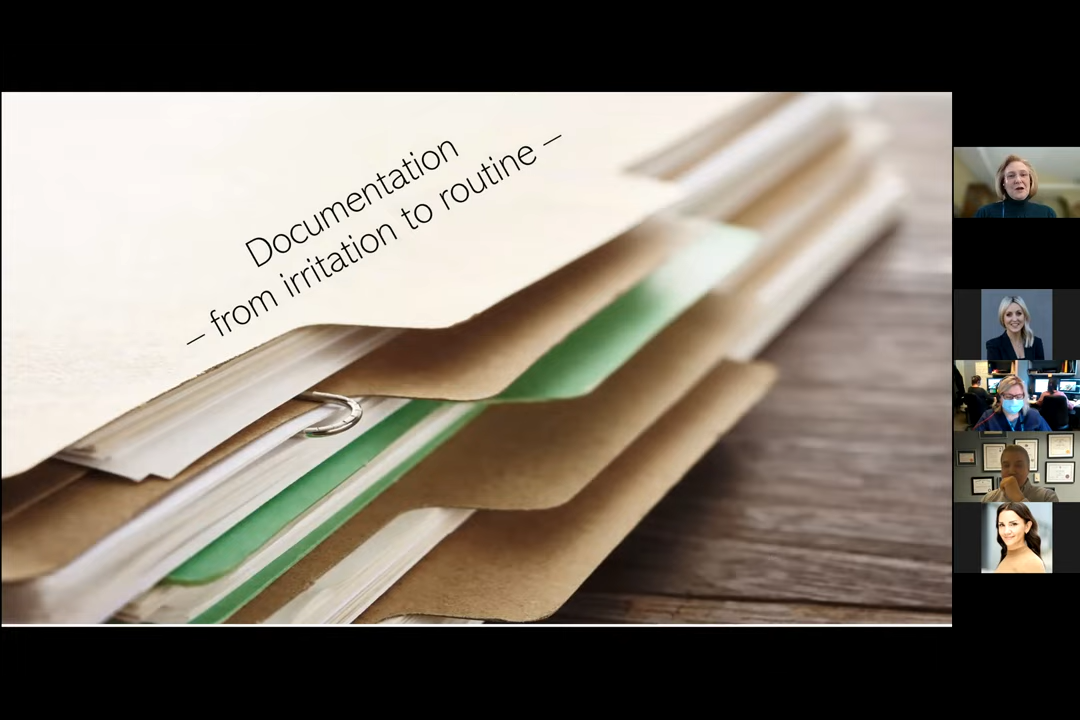 Documentation
– from irritation to routine –